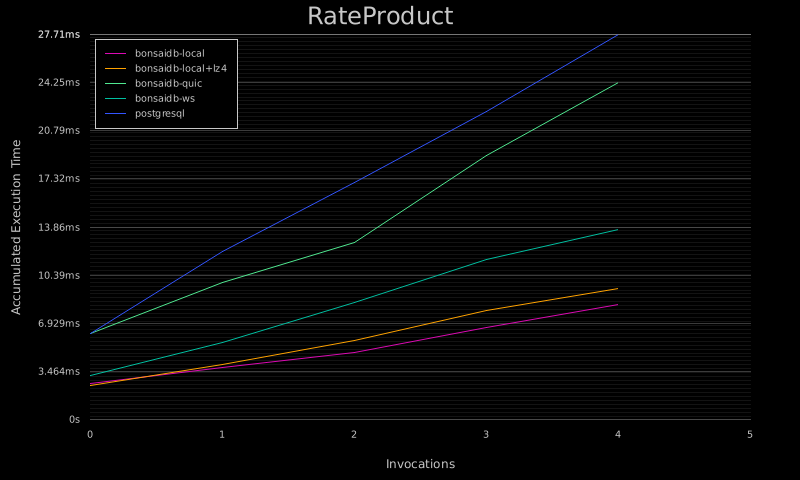 RateProduct
27.71ms
24.25ms
20.79ms
17.32ms
13.86ms
10.39ms
6.929ms
3.464ms
0s
Accumulated Execution Time
bonsaidb-local
bonsaidb-local+lz4
bonsaidb-quic
bonsaidb-ws
postgresql
0 1 2 3 4 5
Invocations